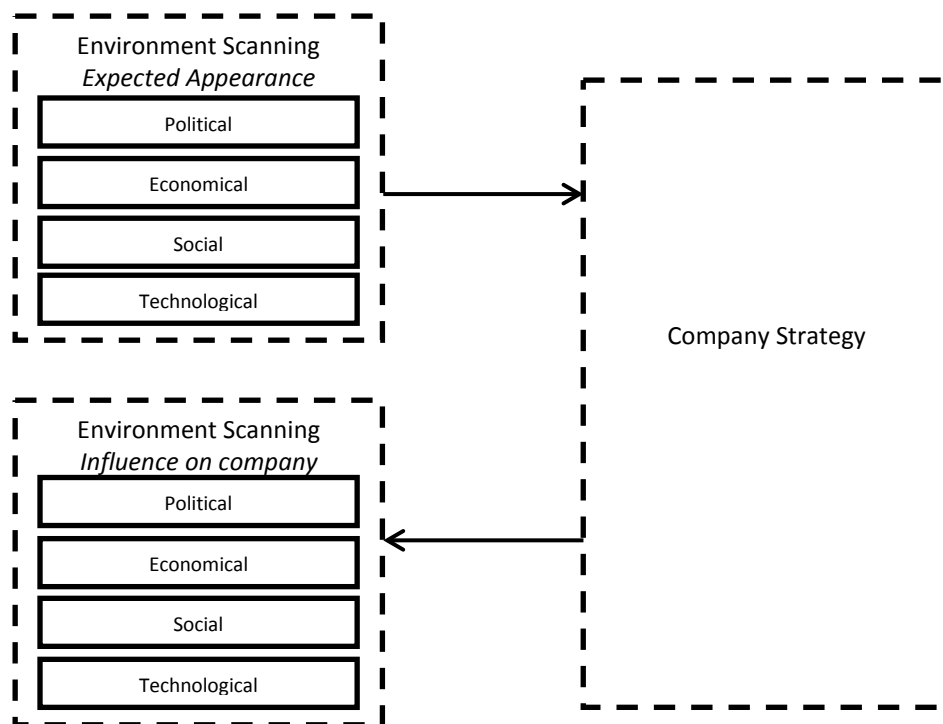 Environment Scanning
Expected Appearance
Political
Economical
Social
Technological
Company Strategy
Environment Scanning
Influence on company
Political
Economical
Social
Technological